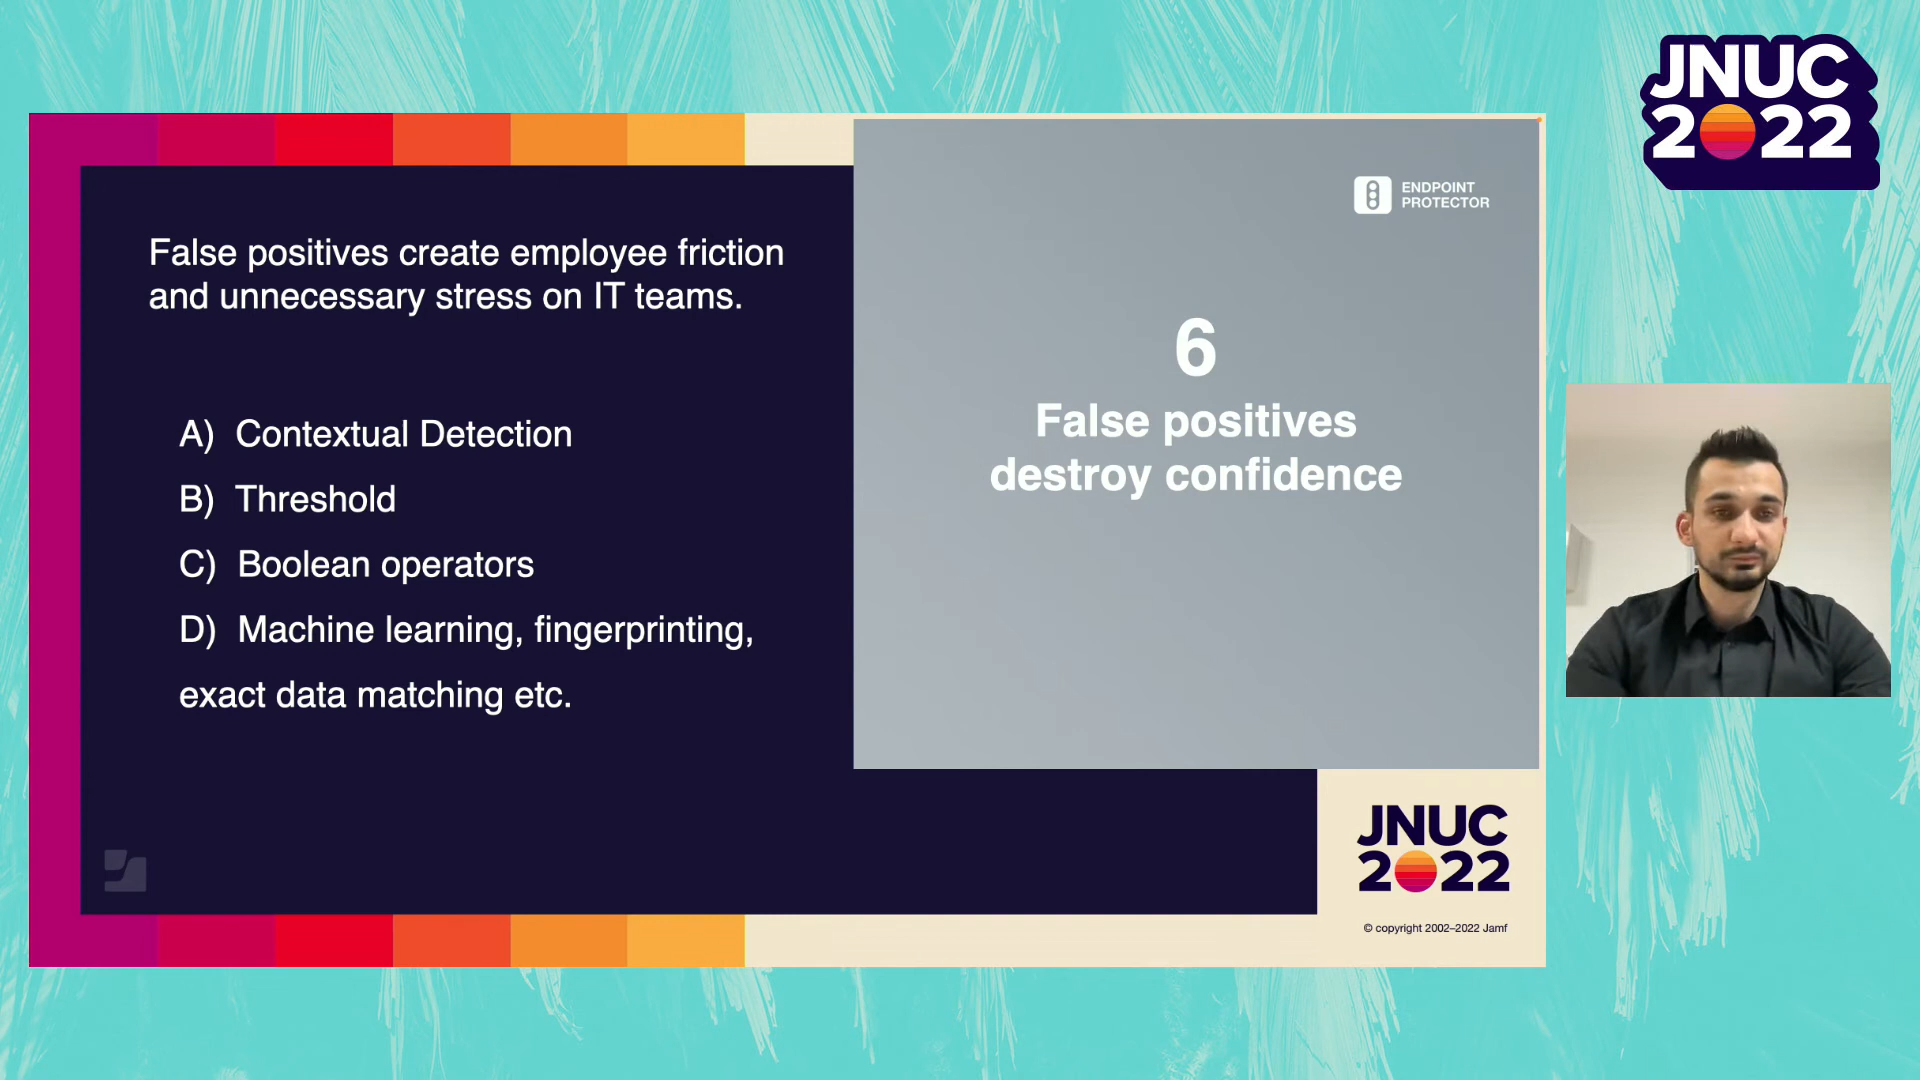 JNUC
2022
False positives create employee friction
and unnecessary stress on IT teams.
A) Contextual Detection
B) Threshold
C) Boolean operators
D) Machine learning, fingerprinting,
exact data matching etc.
ENDPOINT
PROTECTOR
6
False positives
destroy confidence
JNUC
2022
© copyright 2002–2022 Jamf